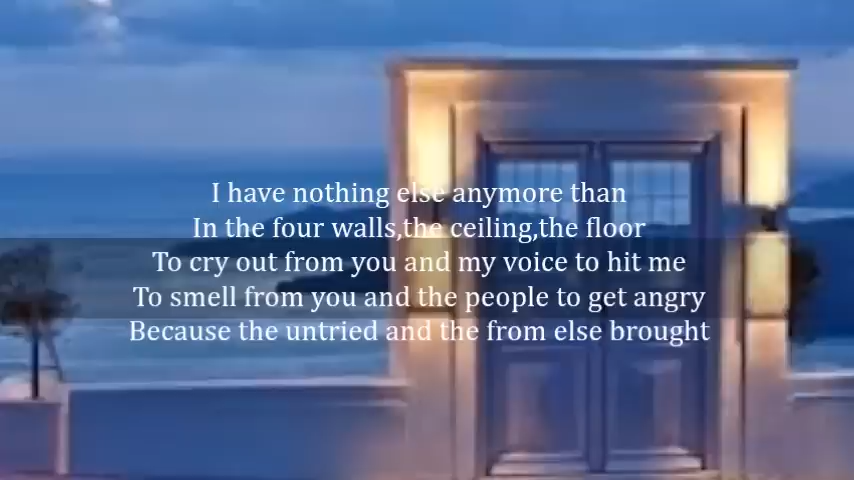 I have nothing else anymore than
In the four walls,the ceiling,the floor
To cry out from you and my voice to hit me
To smell from you and the people to get angry
Because the untried and the from else brought